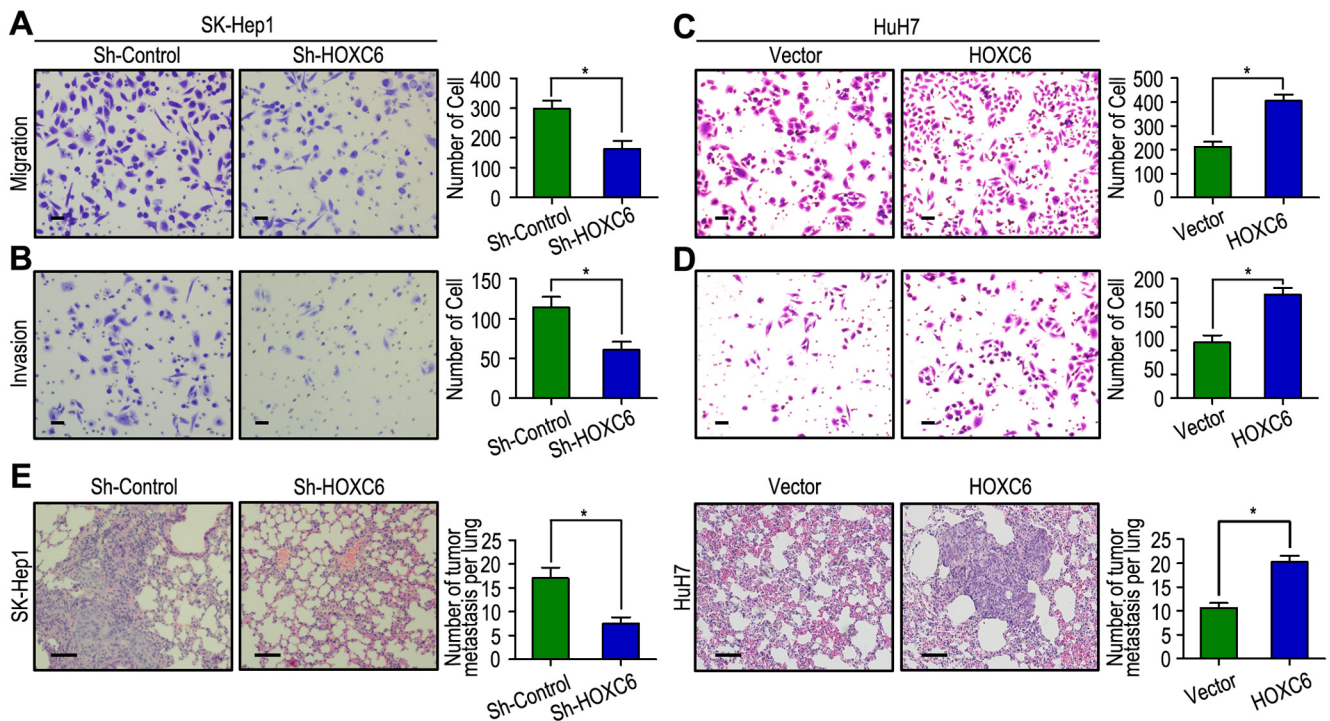 A
SK-Hep1
Sh-Control
Sh-HOXC6
Migration
Number of Cell
400
300
200
100
0
*
Sh-Control
Sh-HOXC6
C
HuH7
Vector
HOXC6
Number of Cell
500
400
300
200
100
0
*
Vector
HOXC6
B
Invasion
Number of Cell
150
100
50
0
*
Sh-Control
Sh-HOXC6
D
Number of Cell
200
150
100
50
100
50
0
*
Vector
HOXC6
E
Sh-Control
Sh-HOXC6
SK-Hep1
Number of tumor
metastasis per lung
25
20
15
10
5
0
*
Sh-Control
Sh-HOXC6
Vector
HOXC6
HuH7
Number of tumor
metastasis per lung
25
20
15
10
5
0
*
Vector
HOXC6